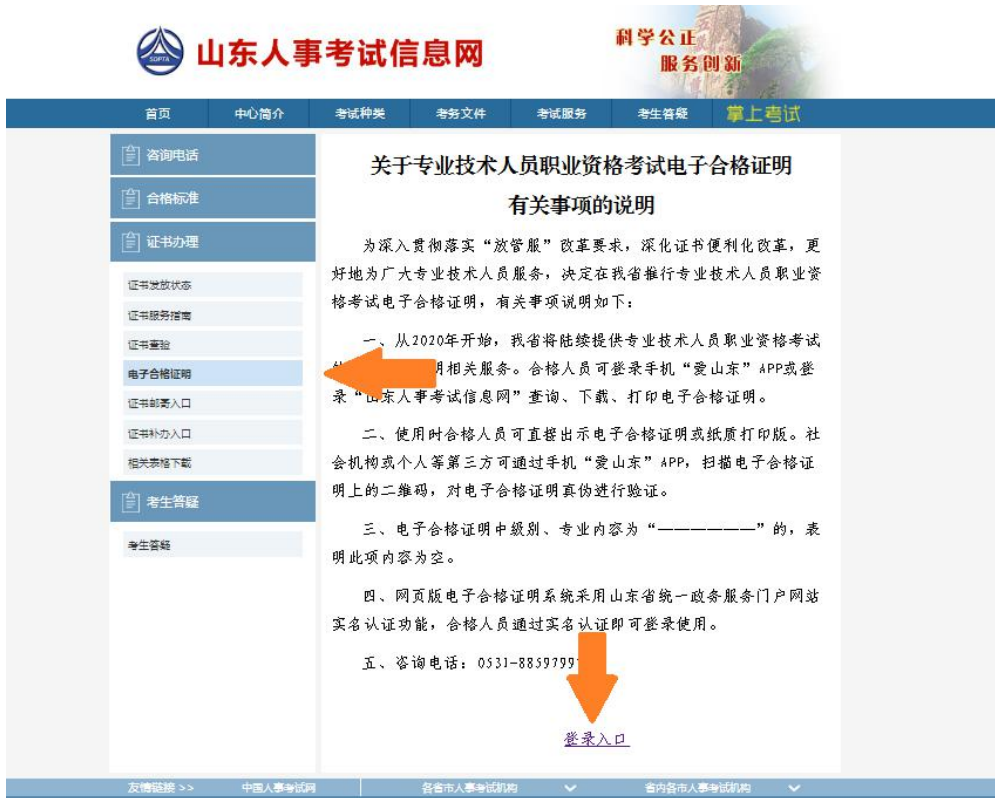 SDPTA
山东人事考试信息网
科学公正
服务创新
首页 中心简介 考试种类 考务文件 考试服务 考生答疑 掌上考试
咨询电话
合格标准
证书办理
证书发放状态
证书服务指南
证书查验
电子合格证明
证书邮寄入口
证书补办入口
相关表格下载
考生答疑
考生答疑
关于专业技术人员职业资格考试电子合格证明
有关事项的说明
为深入贯彻落实“放管服”改革要求，深化证书便利化改革，更
好地为广大专业技术人员服务，决定在我省推行专业技术人员职业资
格考试电子合格证明，有关事项说明如下：
一、从2020年开始，我省将陆续提供专业技术人员职业资格考试
明相关服务。合格人员可登录手机“爱山东”APP或登
录“山东人事考试信息网”查询、下载、打印电子合格证明。
二、使用时合格人员可直接出示电子合格证明或纸质打印版。社
会机构或个人等第三方可通过手机“爱山东”APP，扫描电子合格证
明上的二维码，对电子合格证明真伪进行验证。
三、电子合格证明中级别、专业内容为“——————”的，表
明此项内容为空。
四、网页版电子合格证明系统采用山东省统一政务服务门户网站
实名认证功能，合格人员通过实名认证即可登录使用。
五、咨询电话：0531-8859799
登录入口
友情链接 >> 中国人事考试网 各省市人事考试机构 省内各市人事考试机构